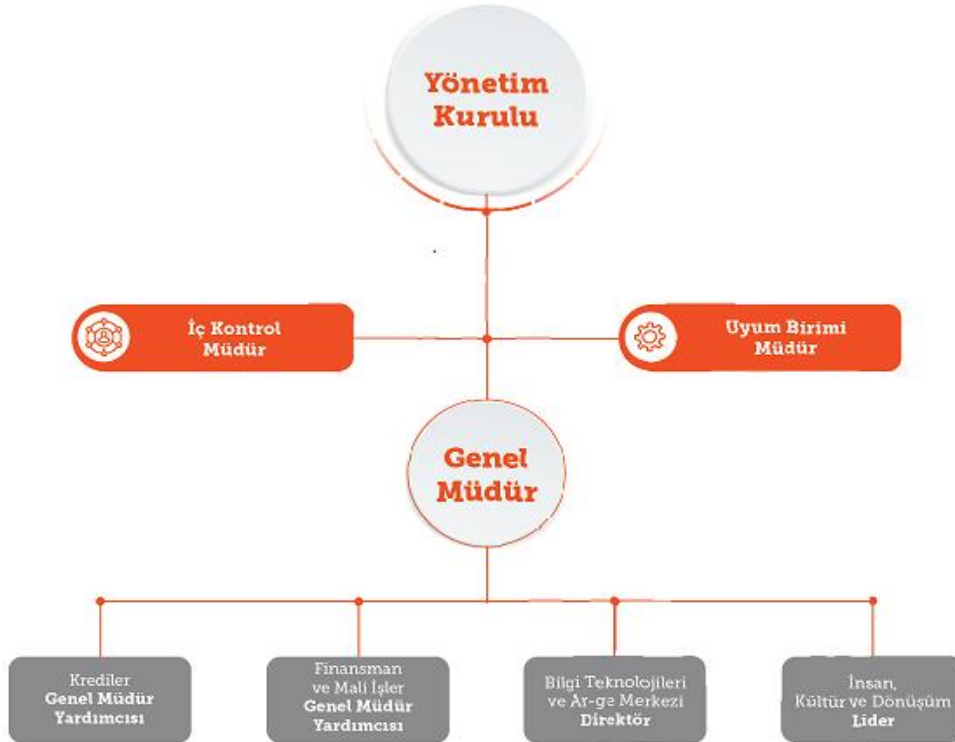 Yönetim
Kurulu
İç Kontrol
Müdür
Uyum Birimi
Müdür
Genel
Müdür
Krediler
Genel Müdür
Yardımcısı
Finansman
ve Mali İşler
Genel Müdür
Yardımcısı
Bilgi Teknolojileri
ve Ar-ge Merkezi
Direktör
İnsan,
Kültür ve Dönüşüm
Lider